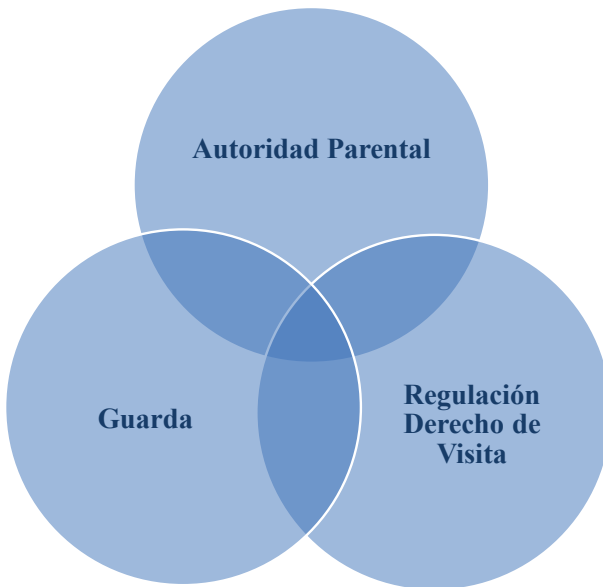 Autoridad Parental
Guarda
Regulación
Derecho de
Visita